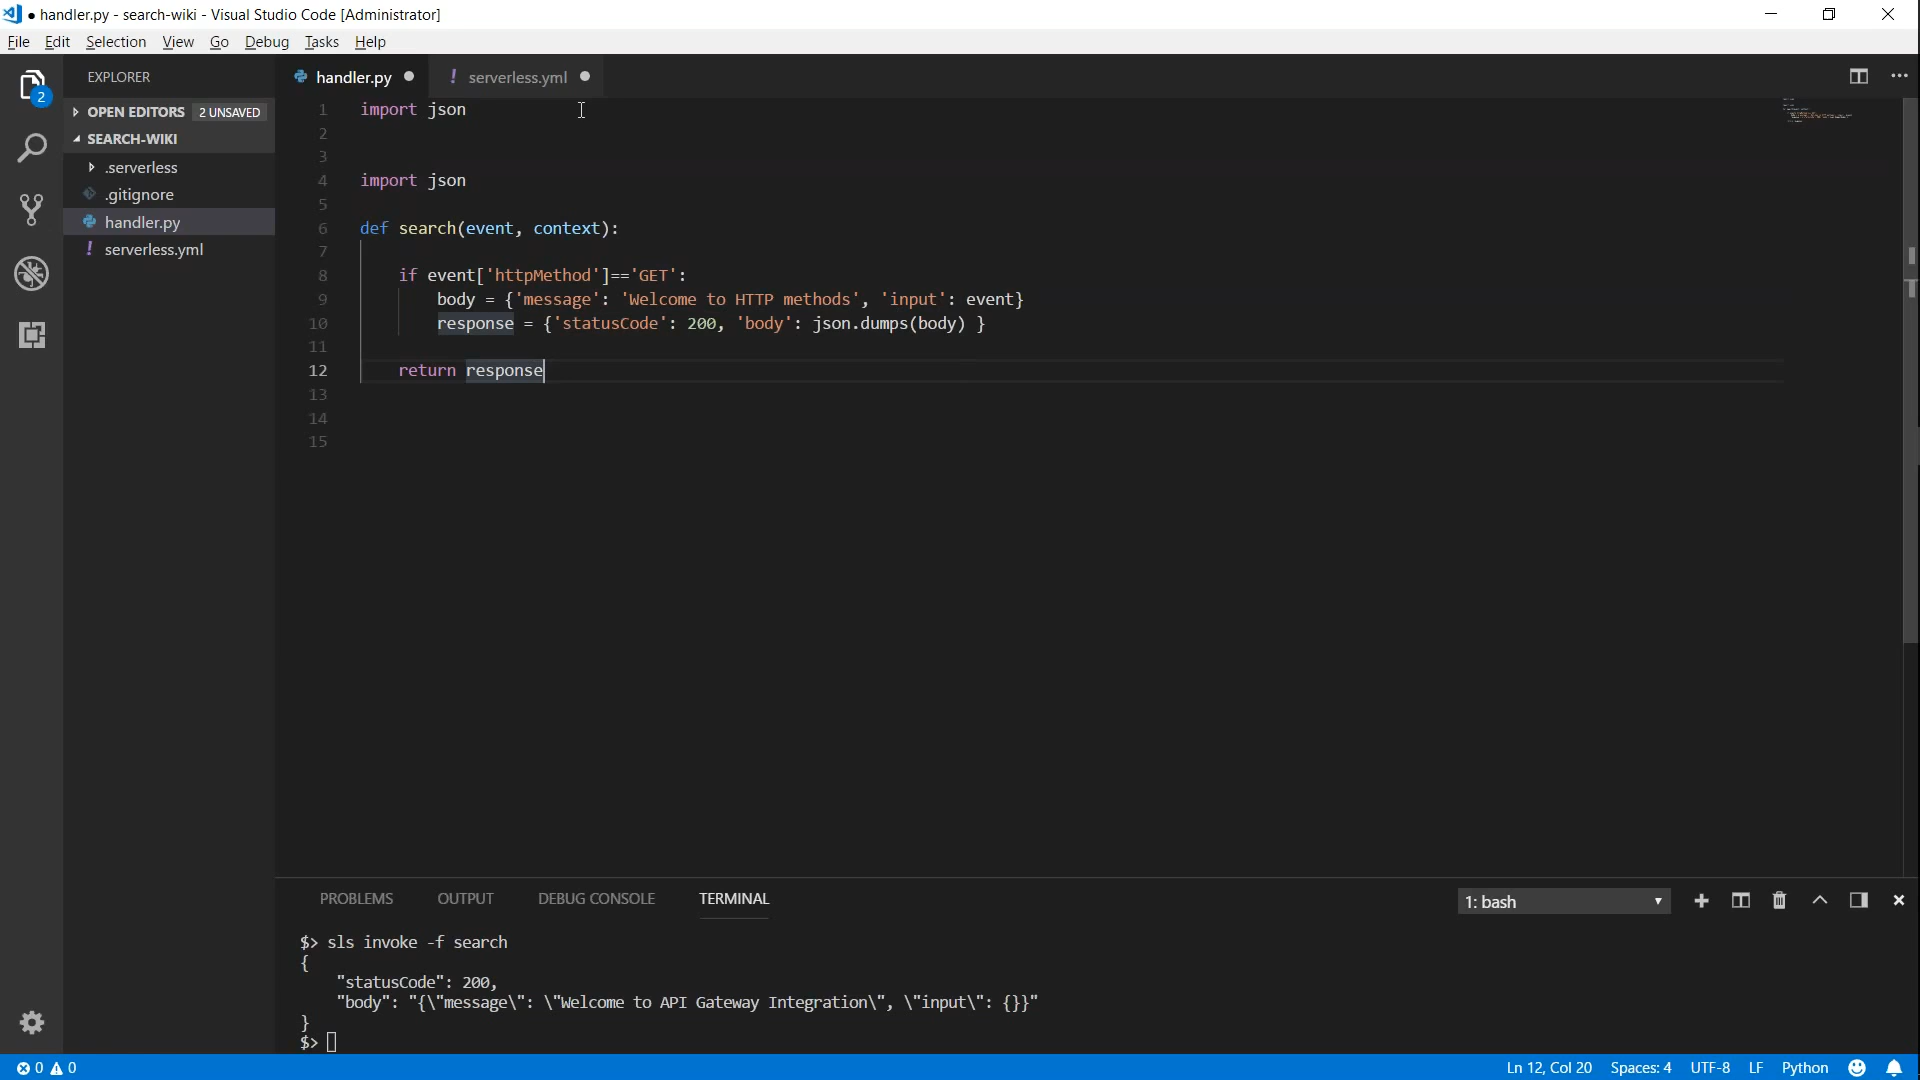 ● handler.py - search-wiki - Visual Studio Code [Administrator]
File Edit Selection View Go Debug Tasks Help
2
EXPLORER
OPEN EDITORS 2 UNSAVED
SEARCH-WIKI
.serverless
.gitignore
handler.py
! serverless.yml
handler.py ● ! serverless.yml ●
1 import json
2
3
4 import json
5
6 def search(event, context):
7
8 if event['httpMethod']=='GET':
9 body = {'message': 'Welcome to HTTP methods', 'input': event}
10 response = {'statusCode': 200, 'body': json.dumps(body) }
11
12 return response
13
14
15
PROBLEMS OUTPUT DEBUG CONSOLE TERMINAL 1: bash
$> sls invoke -f search
{
"statusCode": 200,
"body": "{\"message\": \"Welcome to API Gateway Integration\", \"input\": {}}"
}
$>
0 0 Ln 12, Col 20 Spaces: 4 UTF-8 LF Python